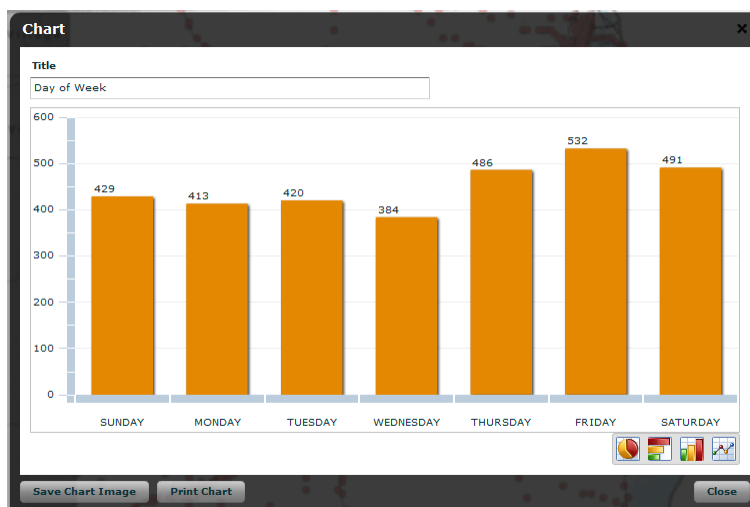 Chart
Title
Day of Week
600
500
400
300
200
100
0
429
413
420
384
486
532
491
SUNDAY
MONDAY
TUESDAY
WEDNESDAY
THURSDAY
FRIDAY
SATURDAY
Save Chart Image
Print Chart
Close